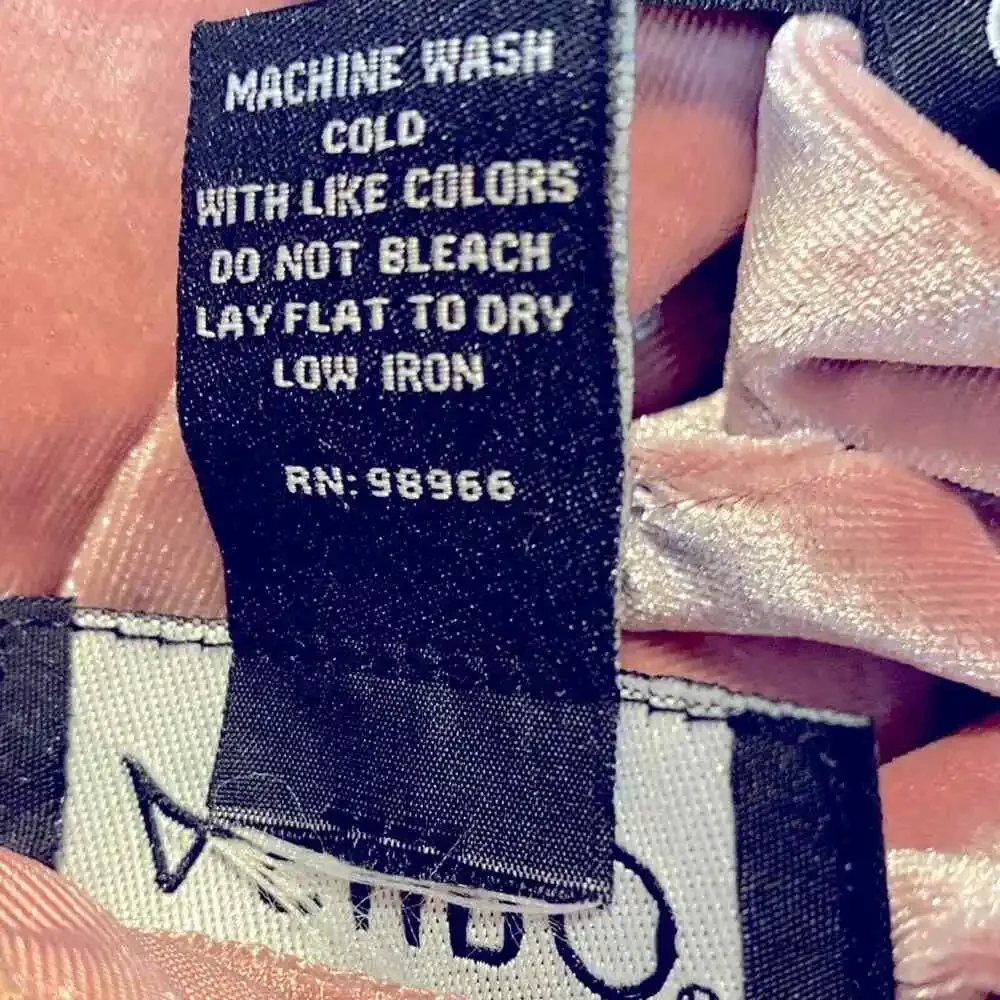 MACHINE WASH
COLD
WITH LIKE COLORS
DO NOT BLEACH
LAY FLAT TO DRY
LOW IRON
RN: 98966